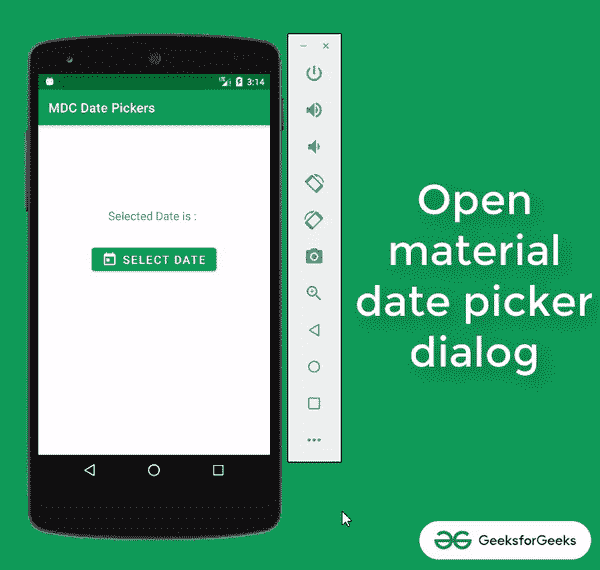 3:14
MDC Date Pickers
Selected Date is :
SELECT DATE
Open
material
date picker
dialog
GeeksforGeeks